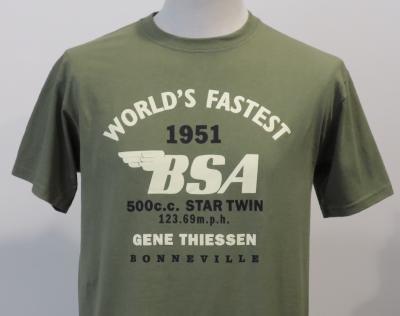 WORLD'S FASTEST
1951
BSA
500c.c. STAR TWIN
123.69m.p.h.
GENE THIESSEN
BONNEVILLE